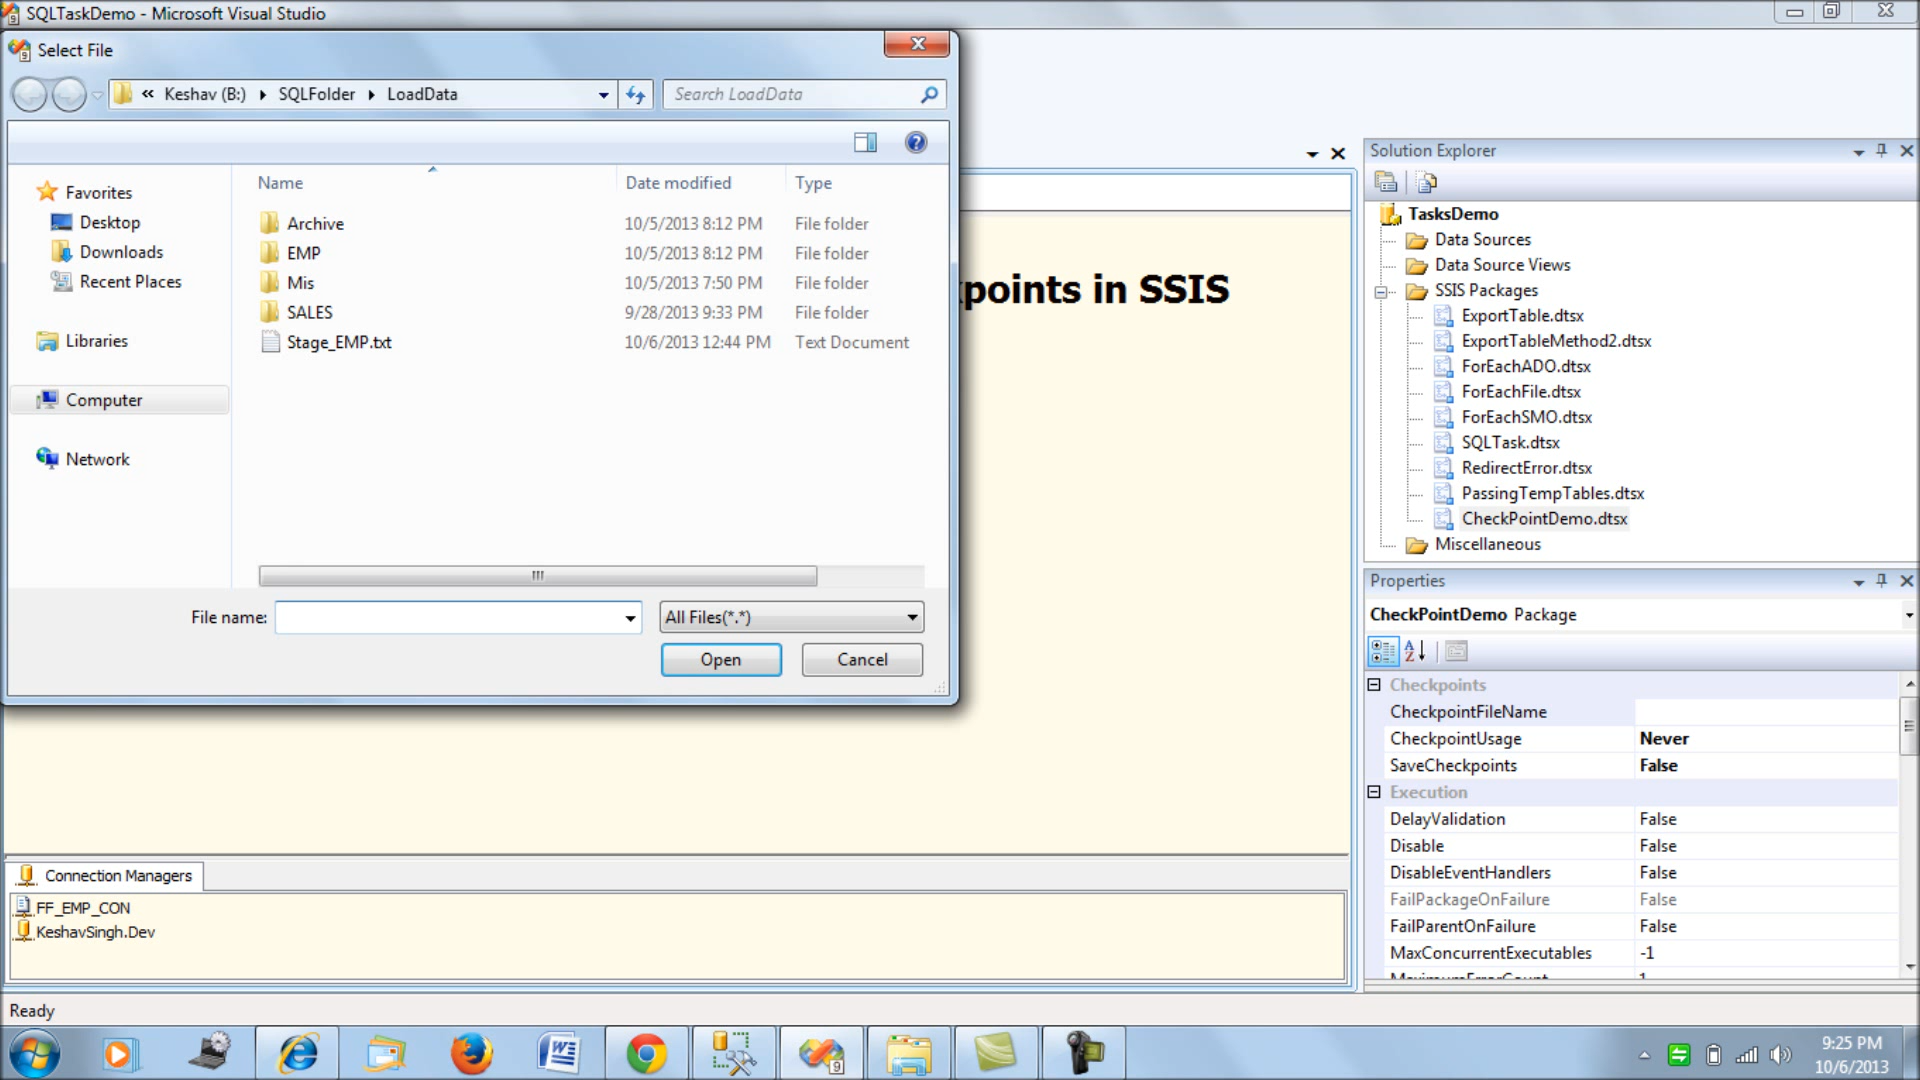 SQLTaskDemo - Microsoft Visual Studio
Select File
« Keshav (B:) ▸ SQLFolder ▸ LoadData
Search LoadData
Name Date modified Type
Favorites
Desktop
Downloads
Recent Places
Libraries
Computer
Network
Archive 10/5/2013 8:12 PM File folder
EMP 10/5/2013 8:12 PM File folder
Mis 10/5/2013 7:50 PM File folder
SALES 9/28/2013 9:33 PM File folder
Stage_EMP.txt 10/6/2013 12:44 PM Text Document
File name:
All Files(*.*)
Open Cancel
points in SSIS
Connection Managers
FF_EMP_CON
KeshavSingh.Dev
Solution Explorer
TasksDemo
Data Sources
Data Source Views
SSIS Packages
ExportTable.dtsx
ExportTableMethod2.dtsx
ForEachADO.dtsx
ForEachFile.dtsx
ForEachSMO.dtsx
SQLTask.dtsx
RedirectError.dtsx
PassingTempTables.dtsx
CheckPointDemo.dtsx
Miscellaneous
Properties
CheckPointDemo Package
Checkpoints
CheckpointFileName
CheckpointUsage Never
SaveCheckpoints False
Execution
DelayValidation False
Disable False
DisableEventHandlers False
FailPackageOnFailure False
FailParentOnFailure False
MaxConcurrentExecutables -1
MaximumErrorCount 1
Ready
9:25 PM
10/6/2013